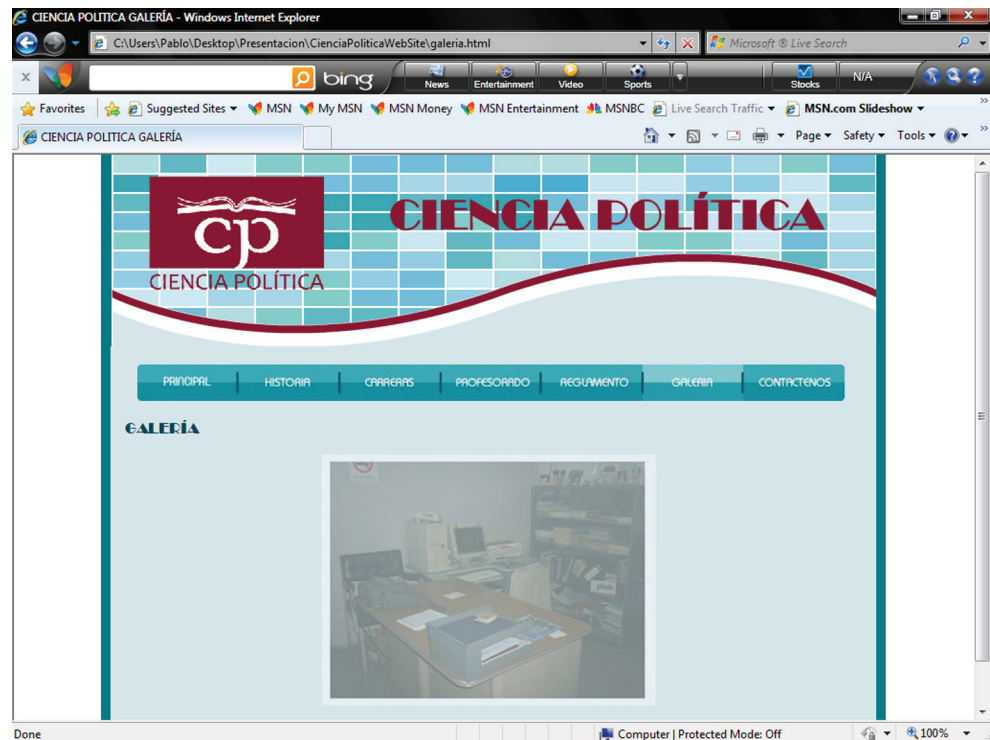 CIENCIA POLITICA GALERÍA - Windows Internet Explorer
C:\Users\Pablo\Desktop\Presentacion\CienciaPoliticaWebSite\galeria.html
Microsoft ® Live Search
x
bing
News Entertainment Video Sports Stocks N/A
Favorites Suggested Sites MSN My MSN MSN Money MSN Entertainment MSNBC Live Search Traffic MSN.com Slideshow »
CIENCIA POLITICA GALERÍA
Page Safety Tools »
cp
CIENCIA POLÍTICA
CIENCIA POLÍTICA
PRINCIPAL HISTORIA CARRERAS PROFESORADO REGLAMENTO GALERIA CONTACTENOS
GALERÍA
Done
Computer | Protected Mode: Off
100%